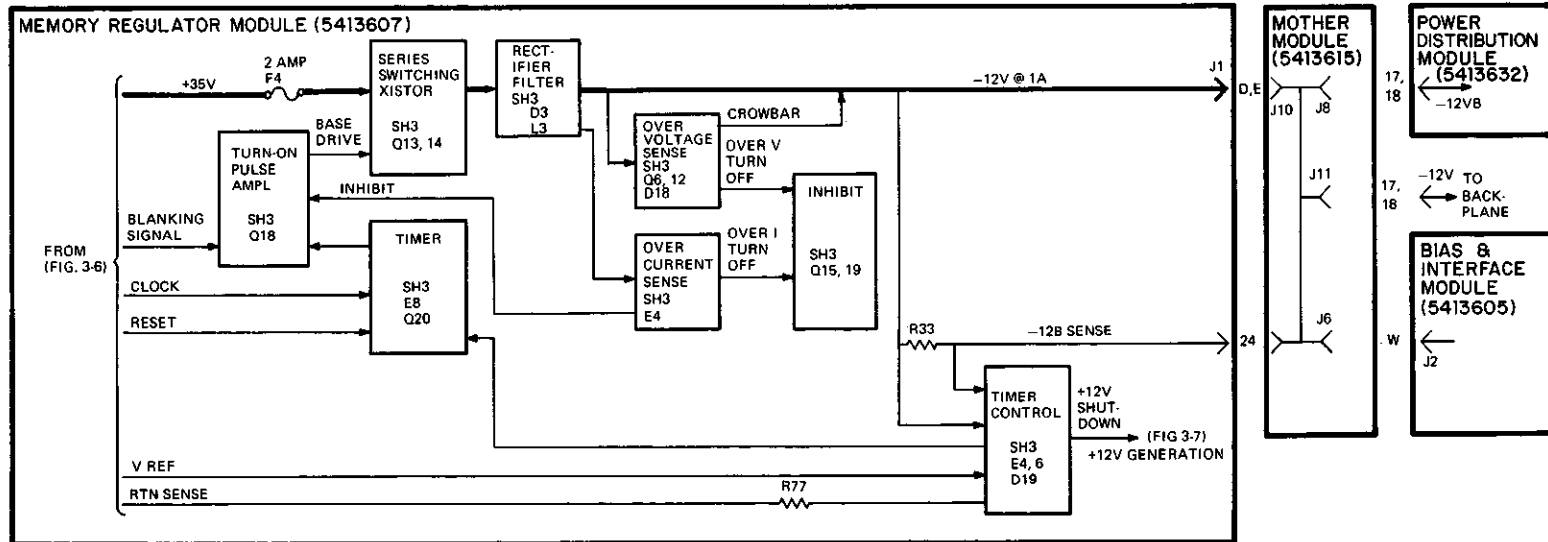 MEMORY REGULATOR MODULE (5413607)
+35V
2 AMP
F4
SERIES
SWITCHING
XISTOR
SH3
Q13, 14
RECT-
IFIER
FILTER
SH3
D3
L3
-12V @ 1A
J1
D,E
CROWBAR
OVER
VOLTAGE
SENSE
SH3
Q6, 12
D18
OVER V
TURN
OFF
INHIBIT
SH3
Q15, 19
BASE
DRIVE
TURN-ON
PULSE
AMPL
SH3
Q18
INHIBIT
BLANKING
SIGNAL
FROM
(FIG. 3-6)
TIMER
SH3
E8
Q20
CLOCK
RESET
OVER
CURRENT
SENSE
SH3
E4
OVER I
TURN
OFF
R33
-12B SENSE
24
TIMER
CONTROL
SH3
E4, 6
D19
+12V
SHUT-
DOWN
(FIG 3-7)
+12V GENERATION
V REF
RTN SENSE
R77
MOTHER
MODULE
(5413615)
J10
J8
J11
J6
17,
18
17,
18
W
POWER
DISTRIBUTION
MODULE
(5413632)
-12VB
-12V
TO
BACK-
PLANE
BIAS &
INTERFACE
MODULE
(5413605)
J2